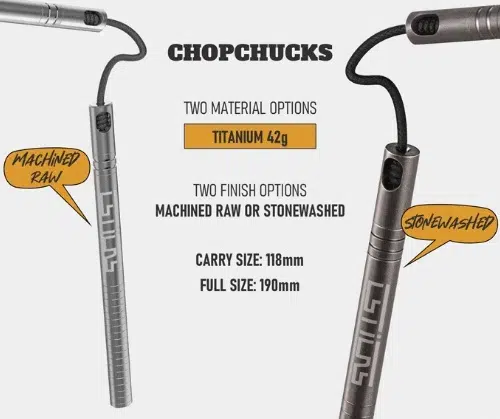 CHOPCHUCKS
TWO MATERIAL OPTIONS
TITANIUM 42g
MACHINED
RAW
TWO FINISH OPTIONS
MACHINED RAW OR STONEWASHED
STONEWASHED
CARRY SIZE: 118mm
FULL SIZE: 190mm